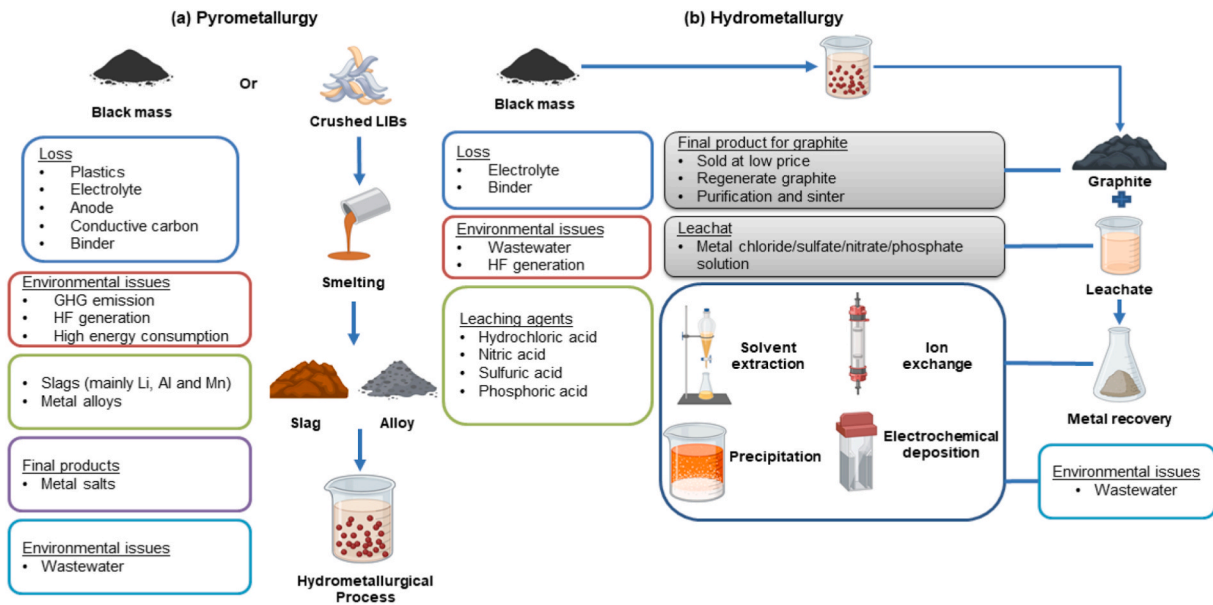 (a) Pyrometallurgy
Black mass
Or
Crushed LIBs
Loss
• Plastics
• Electrolyte
• Anode
• Conductive carbon
• Binder
Environmental issues
• GHG emission
• HF generation
• High energy consumption
Smelting
• Slags (mainly Li, Al and Mn)
• Metal alloys
Slag
Alloy
Final products
• Metal salts
Environmental issues
• Wastewater
Hydrometallurgical
Process
(b) Hydrometallurgy
Black mass
Loss
• Electrolyte
• Binder
Environmental issues
• Wastewater
• HF generation
Leaching agents
• Hydrochloric acid
• Nitric acid
• Sulfuric acid
• Phosphoric acid
Final product for graphite
• Sold at low price
• Regenerate graphite
• Purification and sinter
Graphite
Leachat
• Metal chloride/sulfate/nitrate/phosphate
solution
Leachate
Solvent
extraction
Ion
exchange
Precipitation
Electrochemical
deposition
Metal recovery
Environmental issues
• Wastewater